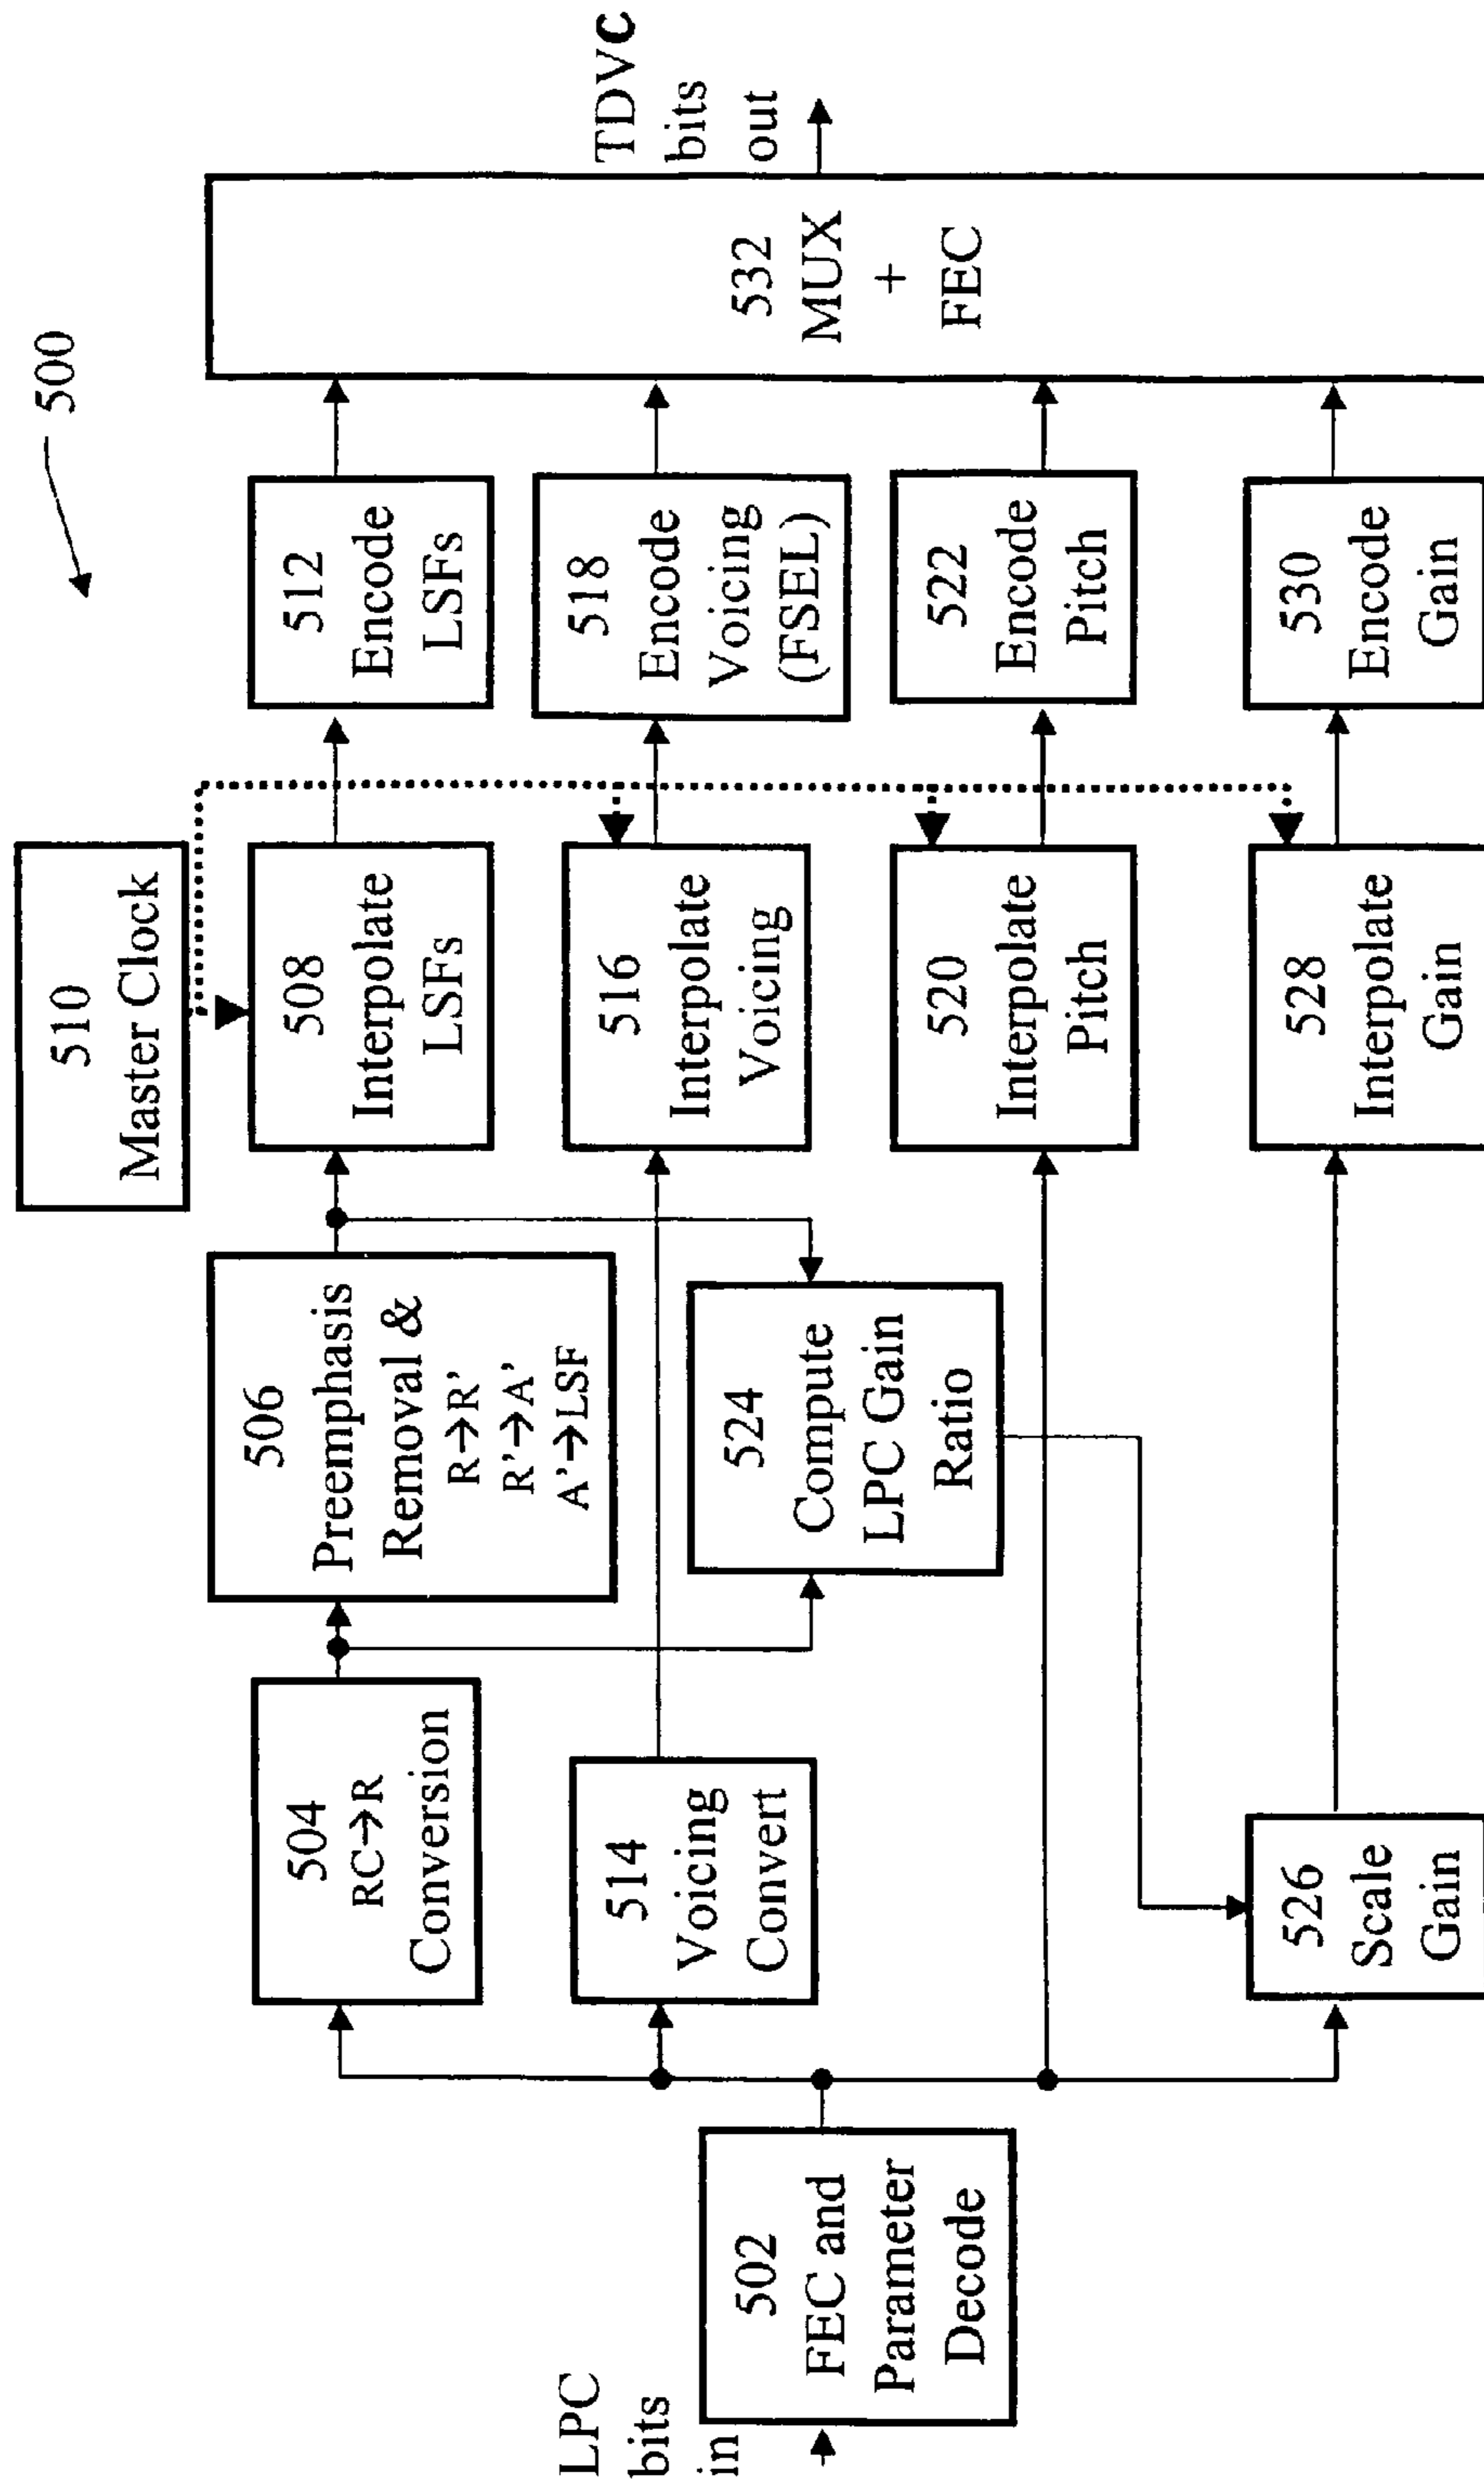 500
LPC
bits
in
502
FEC and
Parameter
Decode
504
RC→R
Conversion
506
Preemphasis
Removal &
R→R'
R'→A'
A'→LSF
510
Master Clock
508
Interpolate
LSFs
512
Encode
LSFs
514
Voicing
Convert
516
Interpolate
Voicing
518
Encode
Voicing
(FSEL)
524
Compute
LPC Gain
Ratio
520
Interpolate
Pitch
522
Encode
Pitch
526
Scale
Gain
528
Interpolate
Gain
530
Encode
Gain
532
MUX
+
FEC
TDVC
bits
out